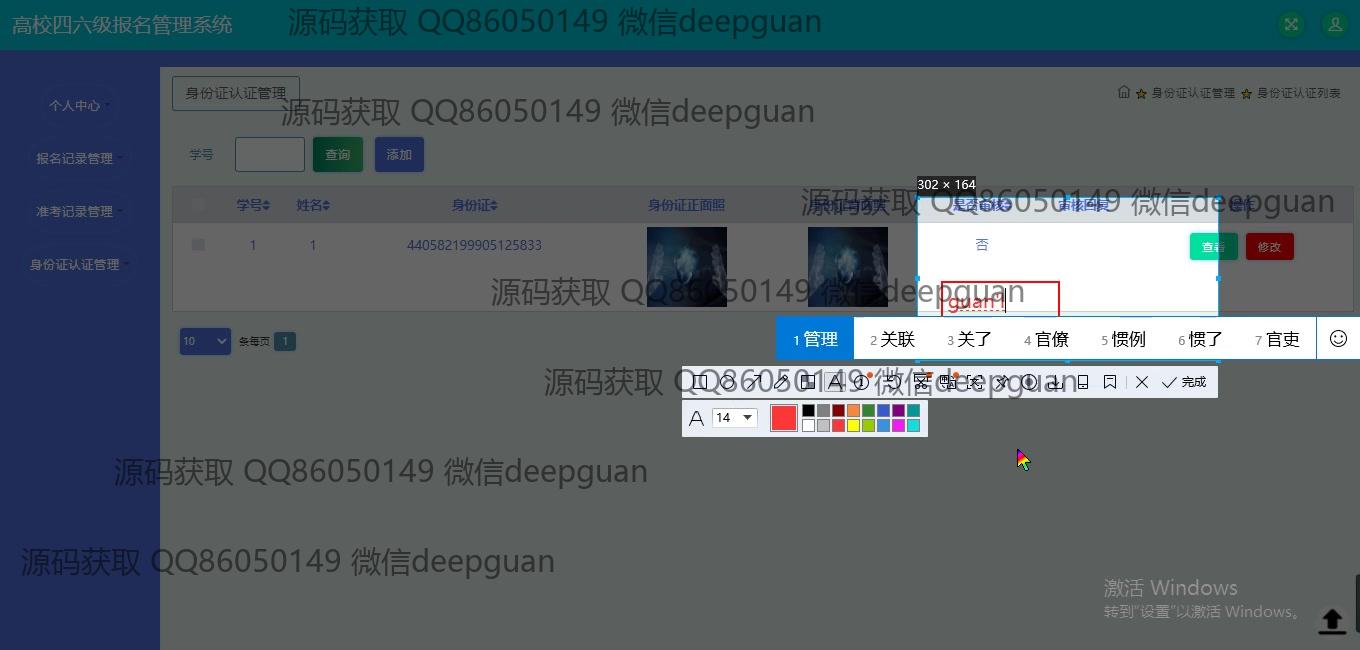 高校四六级报名管理系统
源码获取 QQ86050149 微信deepguan
身份证认证管理
身份证认证管理 身份证认证列表
个人中心
源码获取 QQ86050149 微信deepguan
报名记录管理
学号 查询 添加
302 × 164
源码获取 QQ86050149 微信deepguan
准考记录管理
学号 姓名 身份证 身份证正面照 是否审核 审核回复
1 1 440582199905125833 否 查看 修改
身份证认证管理
源码获取 QQ86050149 微信deepguan
guan'l
10 条每页 1
1 管理 2 关联 3 关了 4 官僚 5 惯例 6 惯了 7 官吏
源码获取 QQ86050149 微信deepguan
完成
A 14
源码获取 QQ86050149 微信deepguan
源码获取 QQ86050149 微信deepguan
激活 Windows
转到“设置”以激活 Windows。